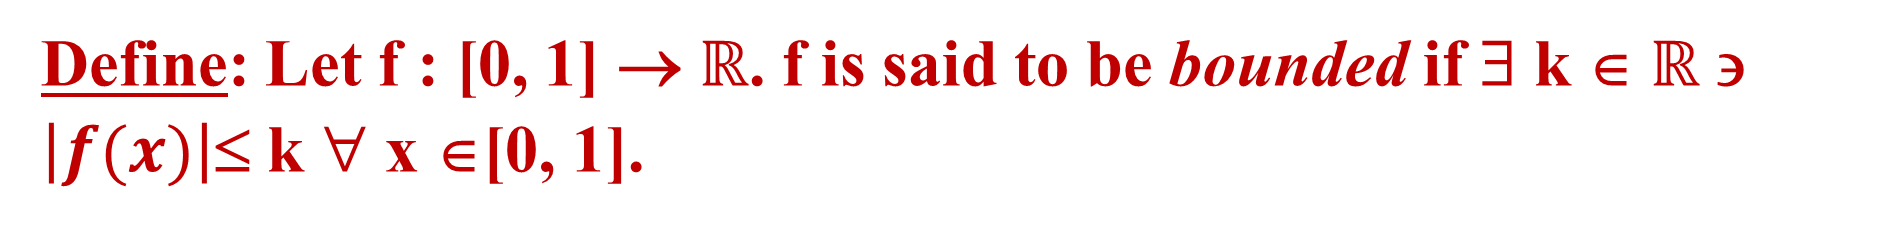 Define: Let f : [0, 1] → ℝ. f is said to be bounded if ∃ k ∈ ℝ ∋
|f(x)|≤ k ∀ x ∈[0, 1].